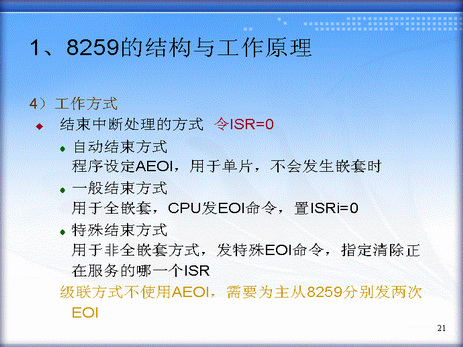 1、8259的结构与工作原理
4）工作方式
结束中断处理的方式 令ISR=0
自动结束方式
程序设定AEOI，用于单片，不会发生嵌套时
一般结束方式
用于全嵌套，CPU发EOI命令，置ISRi=0
特殊结束方式
用于非全嵌套方式，发特殊EOI命令，指定清除正
在服务的哪一个ISR
级联方式不使用AEOI，需要为主从8259分别发两次
EOI
21